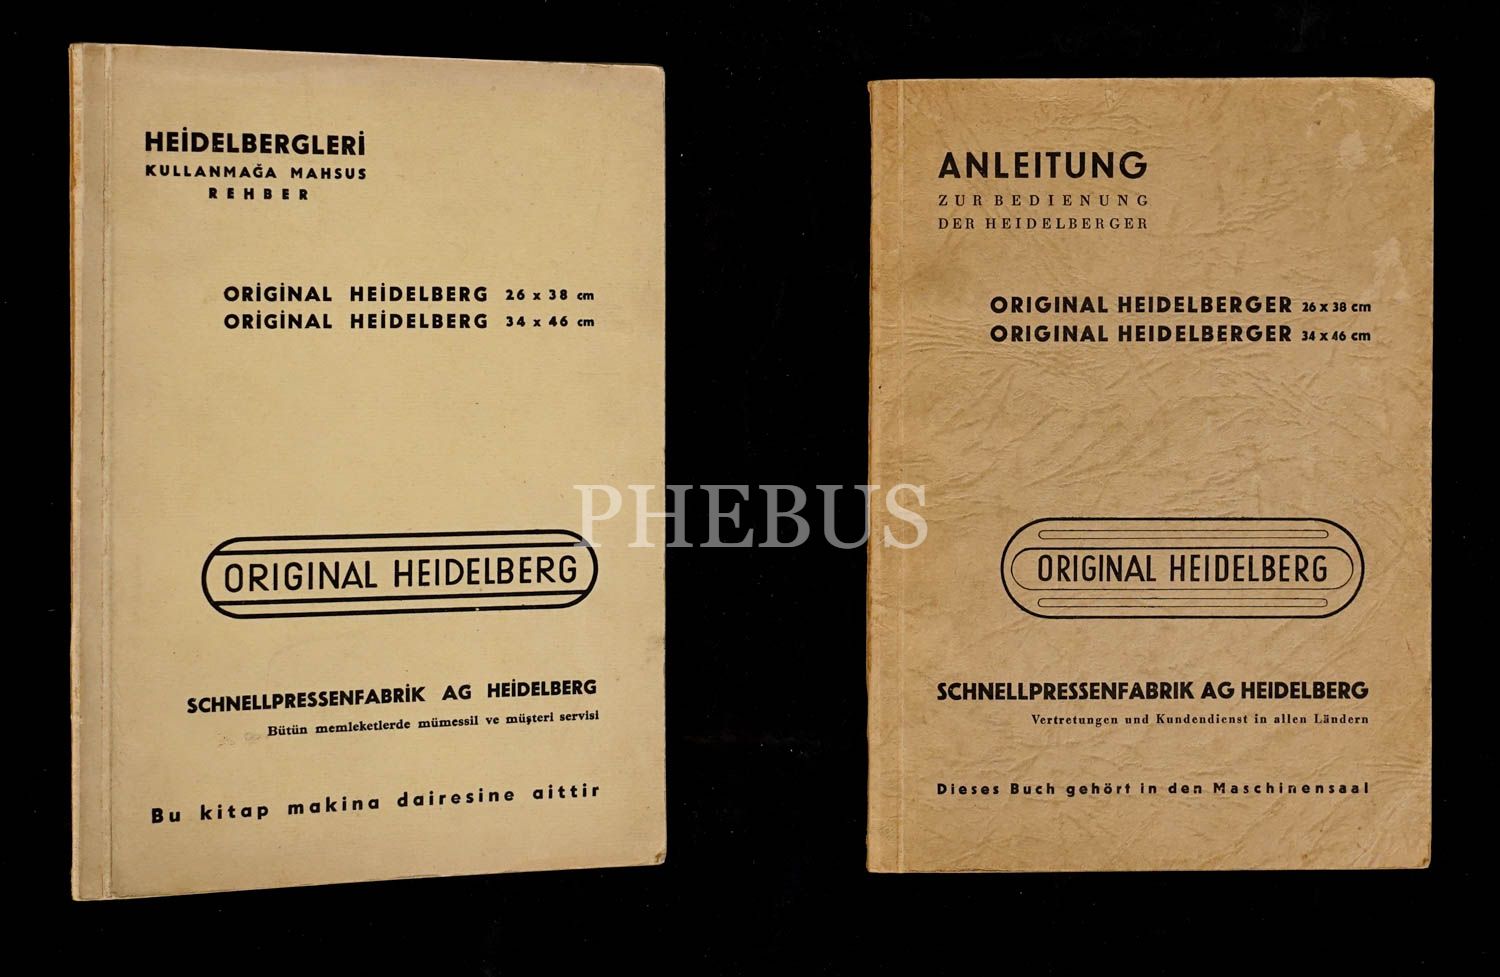 HEİDELBERGLERİ
KULLANMAĞA MAHSUS
REHBER
ORİGİNAL HEİDELBERG 26 x 38 cm
ORİGİNAL HEİDELBERG 34 x 46 cm
ORIGINAL HEIDELBERG
SCHNELLPRESSENFABRİK AG HEİDELBERG
Bütün memleketlerde mümessil ve müşteri servisi
Bu kitap makina dairesine aittir
ANLEITUNG
ZUR BEDIENUNG
DER HEIDELBERGER
ORIGINAL HEIDELBERGER 26 x 38 cm
ORIGINAL HEIDELBERGER 34 x 46 cm
ORIGINAL HEIDELBERG
SCHNELLPRESSENFABRIK AG HEIDELBERG
Vertretungen und Kundendienst in allen Ländern
Dieses Buch gehört in den Maschinensaal
PHEBUS